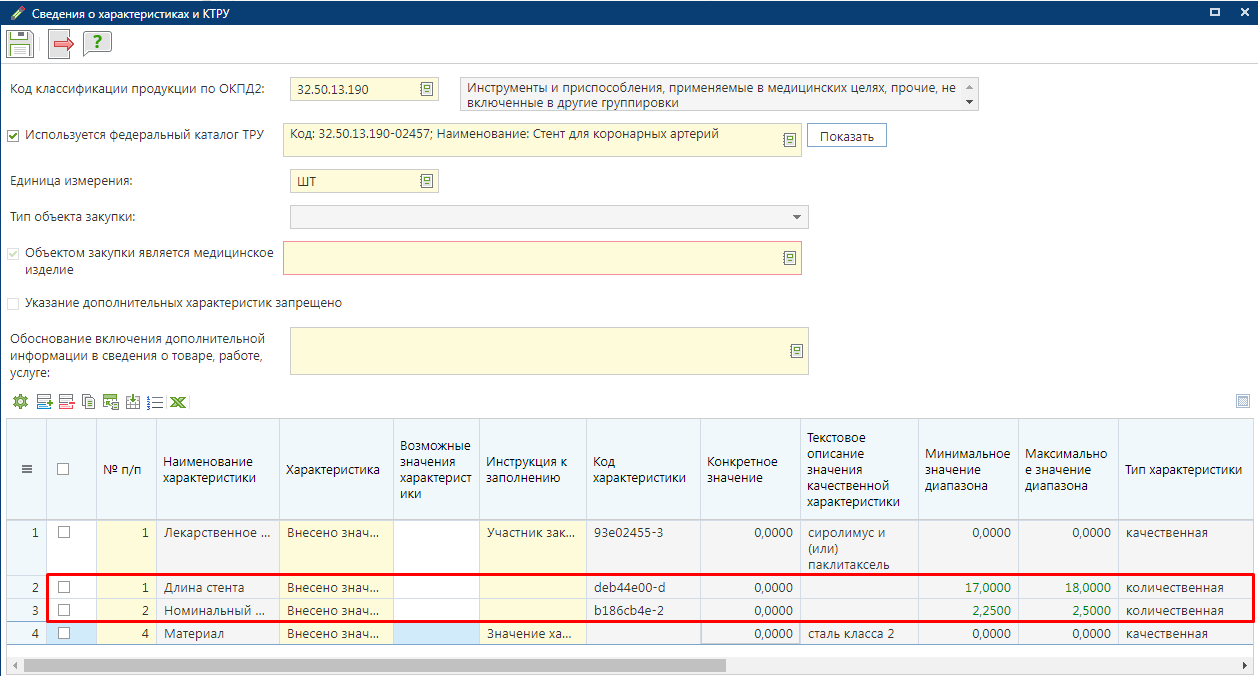 Сведения о характеристиках и КТРУ
?
Код классификации продукции по ОКПД2:
32.50.13.190
Инструменты и приспособления, применяемые в медицинских целях, прочие, не
включенные в другие группировки
Используется федеральный каталог ТРУ
Код: 32.50.13.190-02457; Наименование: Стент для коронарных артерий
Показать
Единица измерения:
ШТ
Тип объекта закупки:
Объектом закупки является медицинское
изделие
Указание дополнительных характеристик запрещено
Обоснование включения дополнительной
информации в сведения о товаре, работе,
услуге:
№ п/п
Наименование
характеристики
Характеристика
Возможные
значения
характерист
ики
Инструкция к
заполнению
Код
характеристики
Конкретное
значение
Текстовое
описание
значения
качественной
характеристики
Минимальное
значение
диапазона
Максимально
е значение
диапазона
Тип характеристики
1 1 Лекарственное ... Внесено знач... Участник зак... 93e02455-3 0,0000 сиролимус и 0,0000 0,0000 качественная
(или)
паклитаксель
2 1 Длина стента Внесено знач... deb44e00-d 0,0000 17,0000 18,0000 количественная
3 2 Номинальный ... Внесено знач... b186cb4e-2 0,0000 2,2500 2,5000 количественная
4 4 Материал Внесено знач... Значение ха... 0,0000 сталь класса 2 0,0000 0,0000 качественная